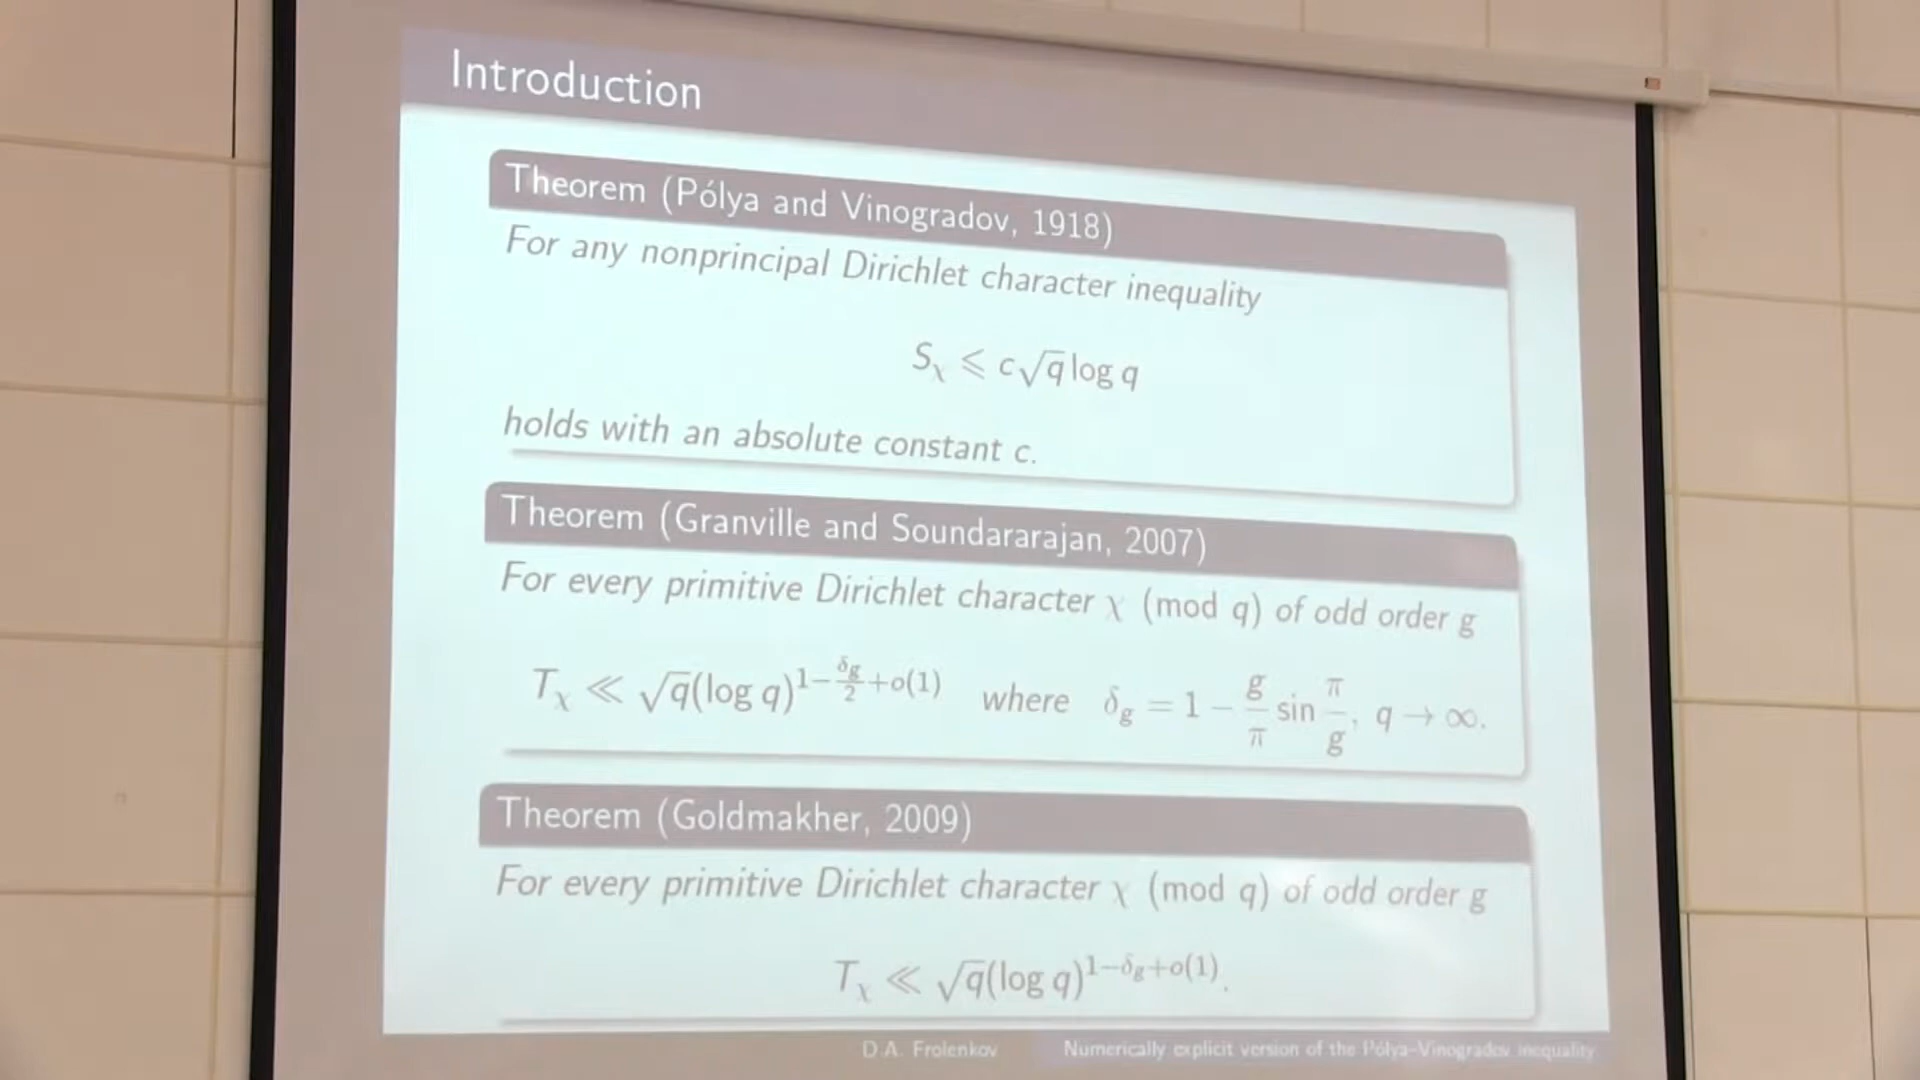 Introduction
Theorem (Pólya and Vinogradov, 1918)
For any nonprincipal Dirichlet character inequality
S_χ ⩽ c√q log q
holds with an absolute constant c.
Theorem (Granville and Soundararajan, 2007)
For every primitive Dirichlet character χ (mod q) of odd order g
T_χ ≪ √q(log q)^{1−δ_g/2+o(1)} where δ_g = 1 − g/π sin π/g, q → ∞.
Theorem (Goldmakher, 2009)
For every primitive Dirichlet character χ (mod q) of odd order g
T_χ ≪ √q(log q)^{1−δ_g+o(1)}.
D.A. Frolenkov Numerically explicit version of the Pólya–Vinogradov inequality